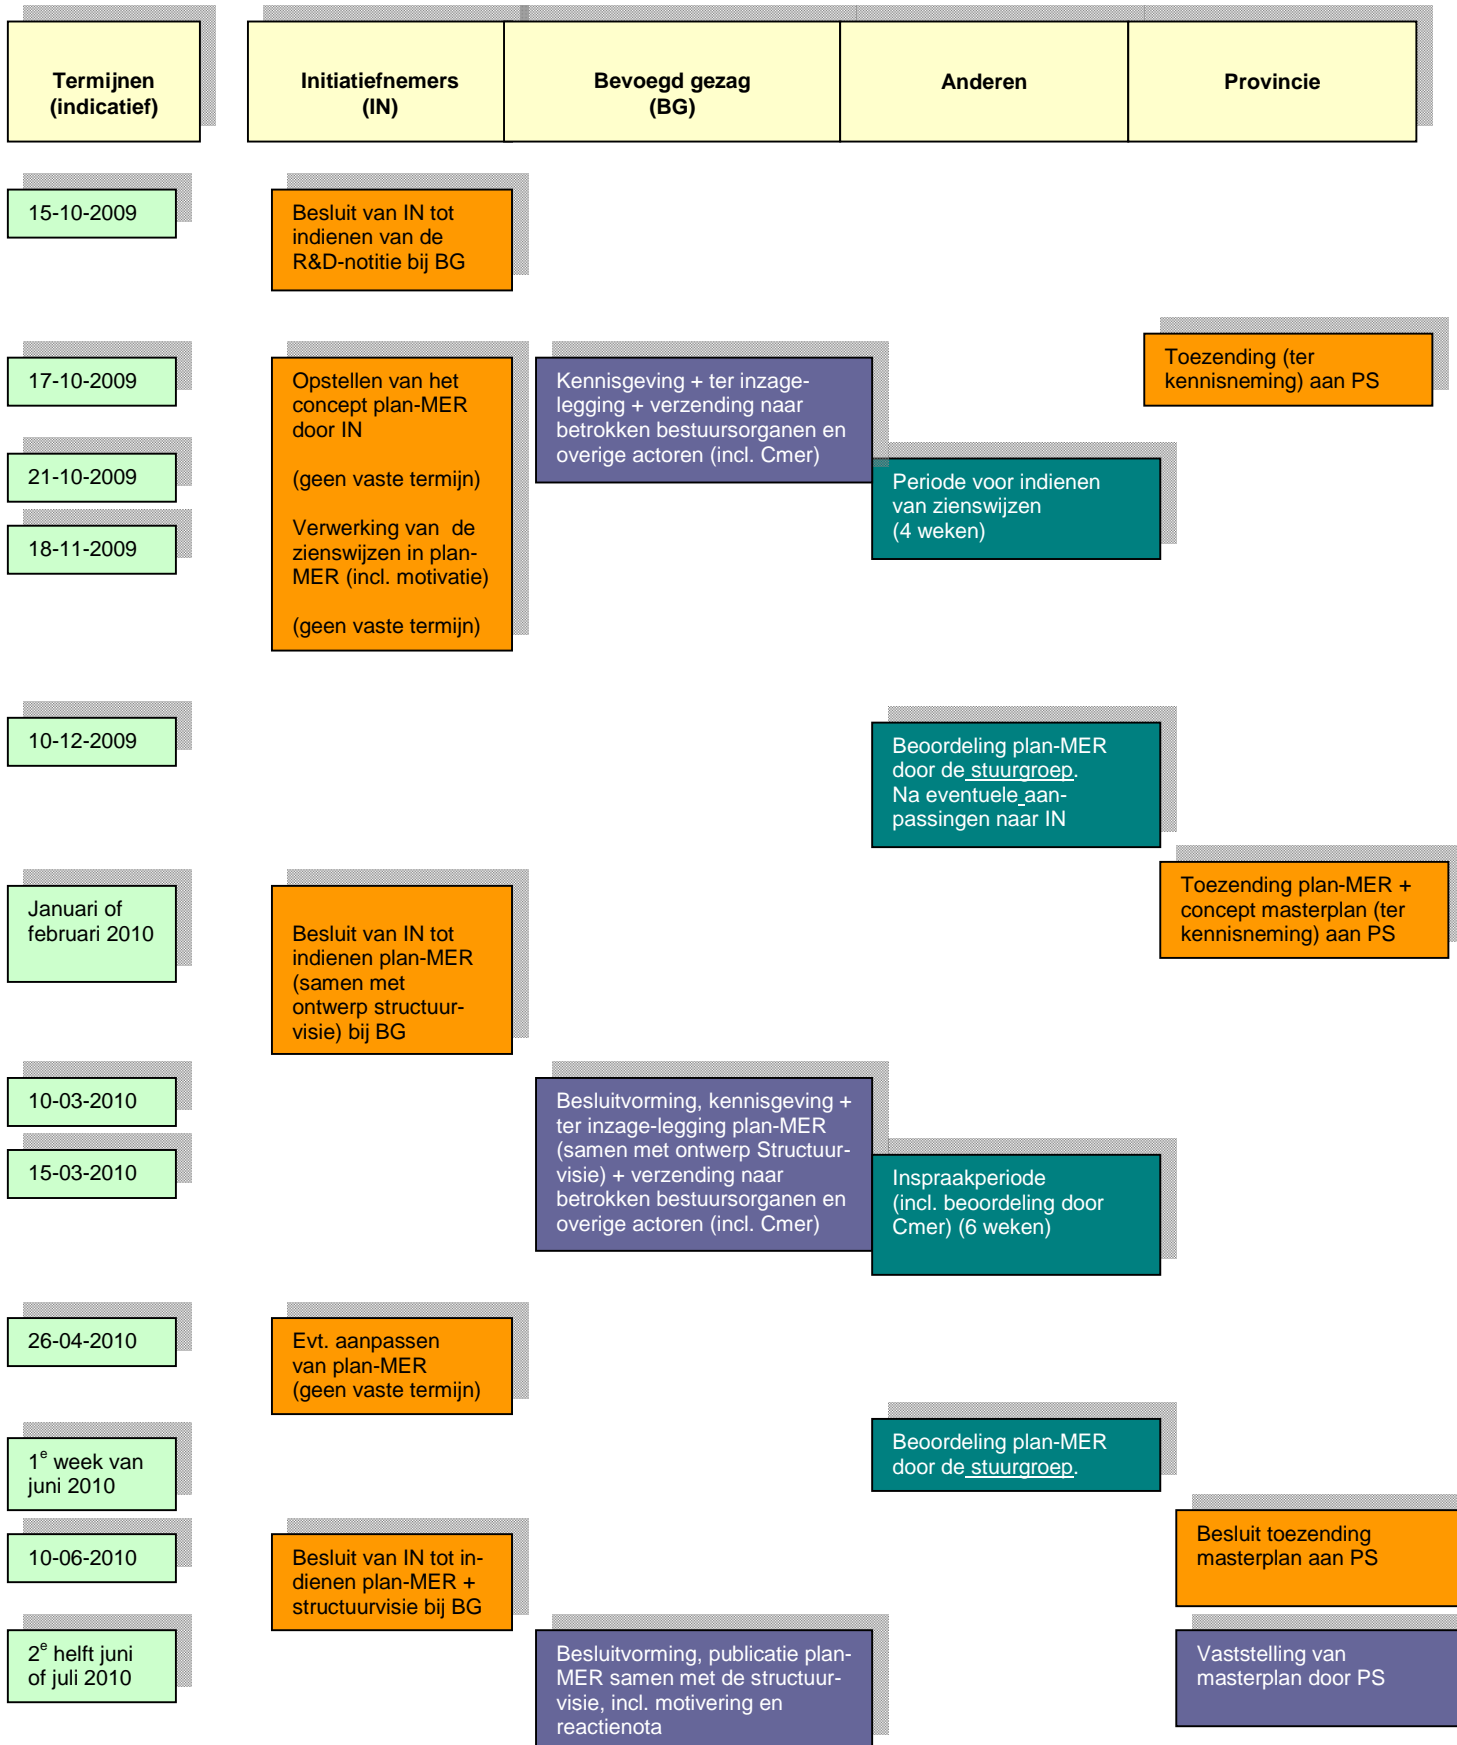 Termijnen
(indicatief)
Initiatiefnemers
(IN)
Bevoegd gezag
(BG)
Anderen
Provincie
15-10-2009
Besluit van IN tot
indienen van de
R&D-notitie bij BG
17-10-2009
Opstellen van het
concept plan-MER
door IN
(geen vaste termijn)
Verwerking van de
zienswijzen in plan-
MER (incl. motivatie)
(geen vaste termijn)
Kennisgeving + ter inzage-
legging + verzending naar
betrokken bestuursorganen en
overige actoren (incl. Cmer)
Toezending (ter
kennisneming) aan PS
21-10-2009
Periode voor indienen
van zienswijzen
(4 weken)
18-11-2009
10-12-2009
Beoordeling plan-MER
door de stuurgroep.
Na eventuele aan-
passingen naar IN
Januari of
februari 2010
Besluit van IN tot
indienen plan-MER
(samen met
ontwerp structuur-
visie) bij BG
Toezending plan-MER +
concept masterplan (ter
kennisneming) aan PS
10-03-2010
Besluitvorming, kennisgeving +
ter inzage-legging plan-MER
(samen met ontwerp Structuur-
visie) + verzending naar
betrokken bestuursorganen en
overige actoren (incl. Cmer)
15-03-2010
Inspraakperiode
(incl. beoordeling door
Cmer) (6 weken)
26-04-2010
Evt. aanpassen
van plan-MER
(geen vaste termijn)
1e week van
juni 2010
Beoordeling plan-MER
door de stuurgroep.
10-06-2010
Besluit van IN tot in-
dienen plan-MER +
structuurvisie bij BG
Besluit toezending
masterplan aan PS
2e helft juni
of juli 2010
Besluitvorming, publicatie plan-
MER samen met de structuur-
visie, incl. motivering en
reactienota
Vaststelling van
masterplan door PS